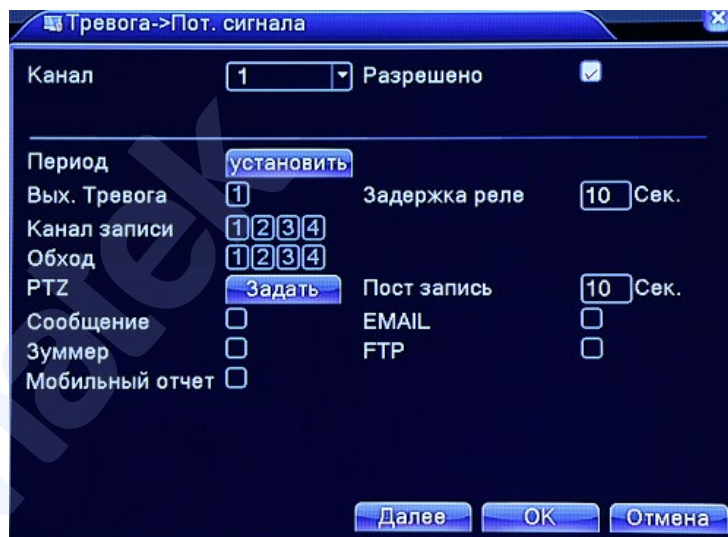 Тревога->Пот. сигнала
Канал 1 Разрешено
Период установить
Вых. Тревога 1 Задержка реле 10 Сек.
Канал записи 1 2 3 4
Обход 1 2 3 4
PTZ Задать Пост запись 10 Сек.
Сообщение EMAIL
Зуммер FTP
Мобильный отчет
Далее OK Отмена